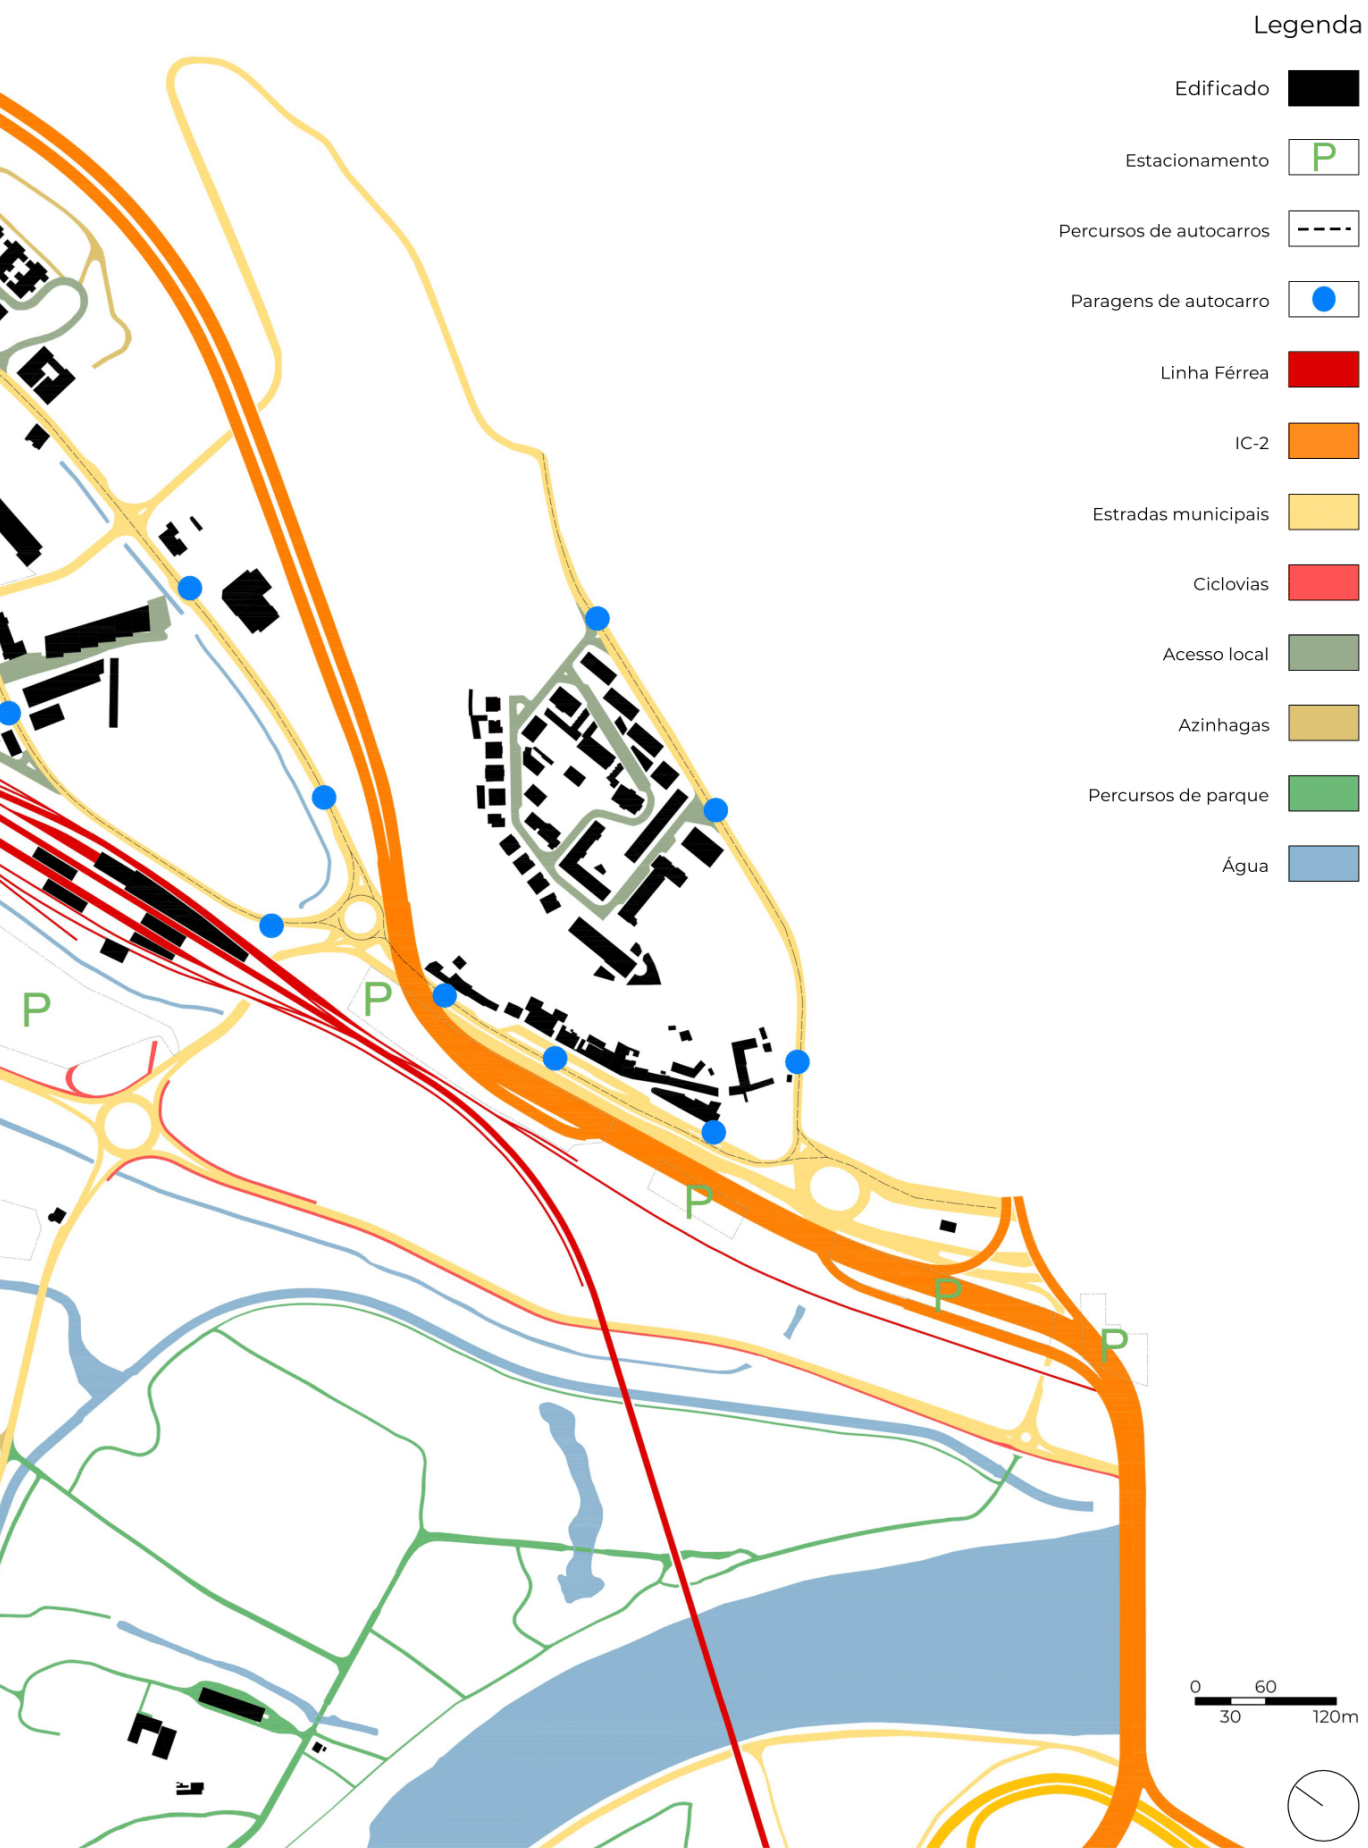 Legenda
Edificado
Estacionamento P
Percursos de autocarros
Paragens de autocarro
Linha Férrea
IC-2
Estradas municipais
Ciclovias
Acesso local
Azinhagas
Percursos de parque
Água
P
P
P
P
P
0 60
30 120m